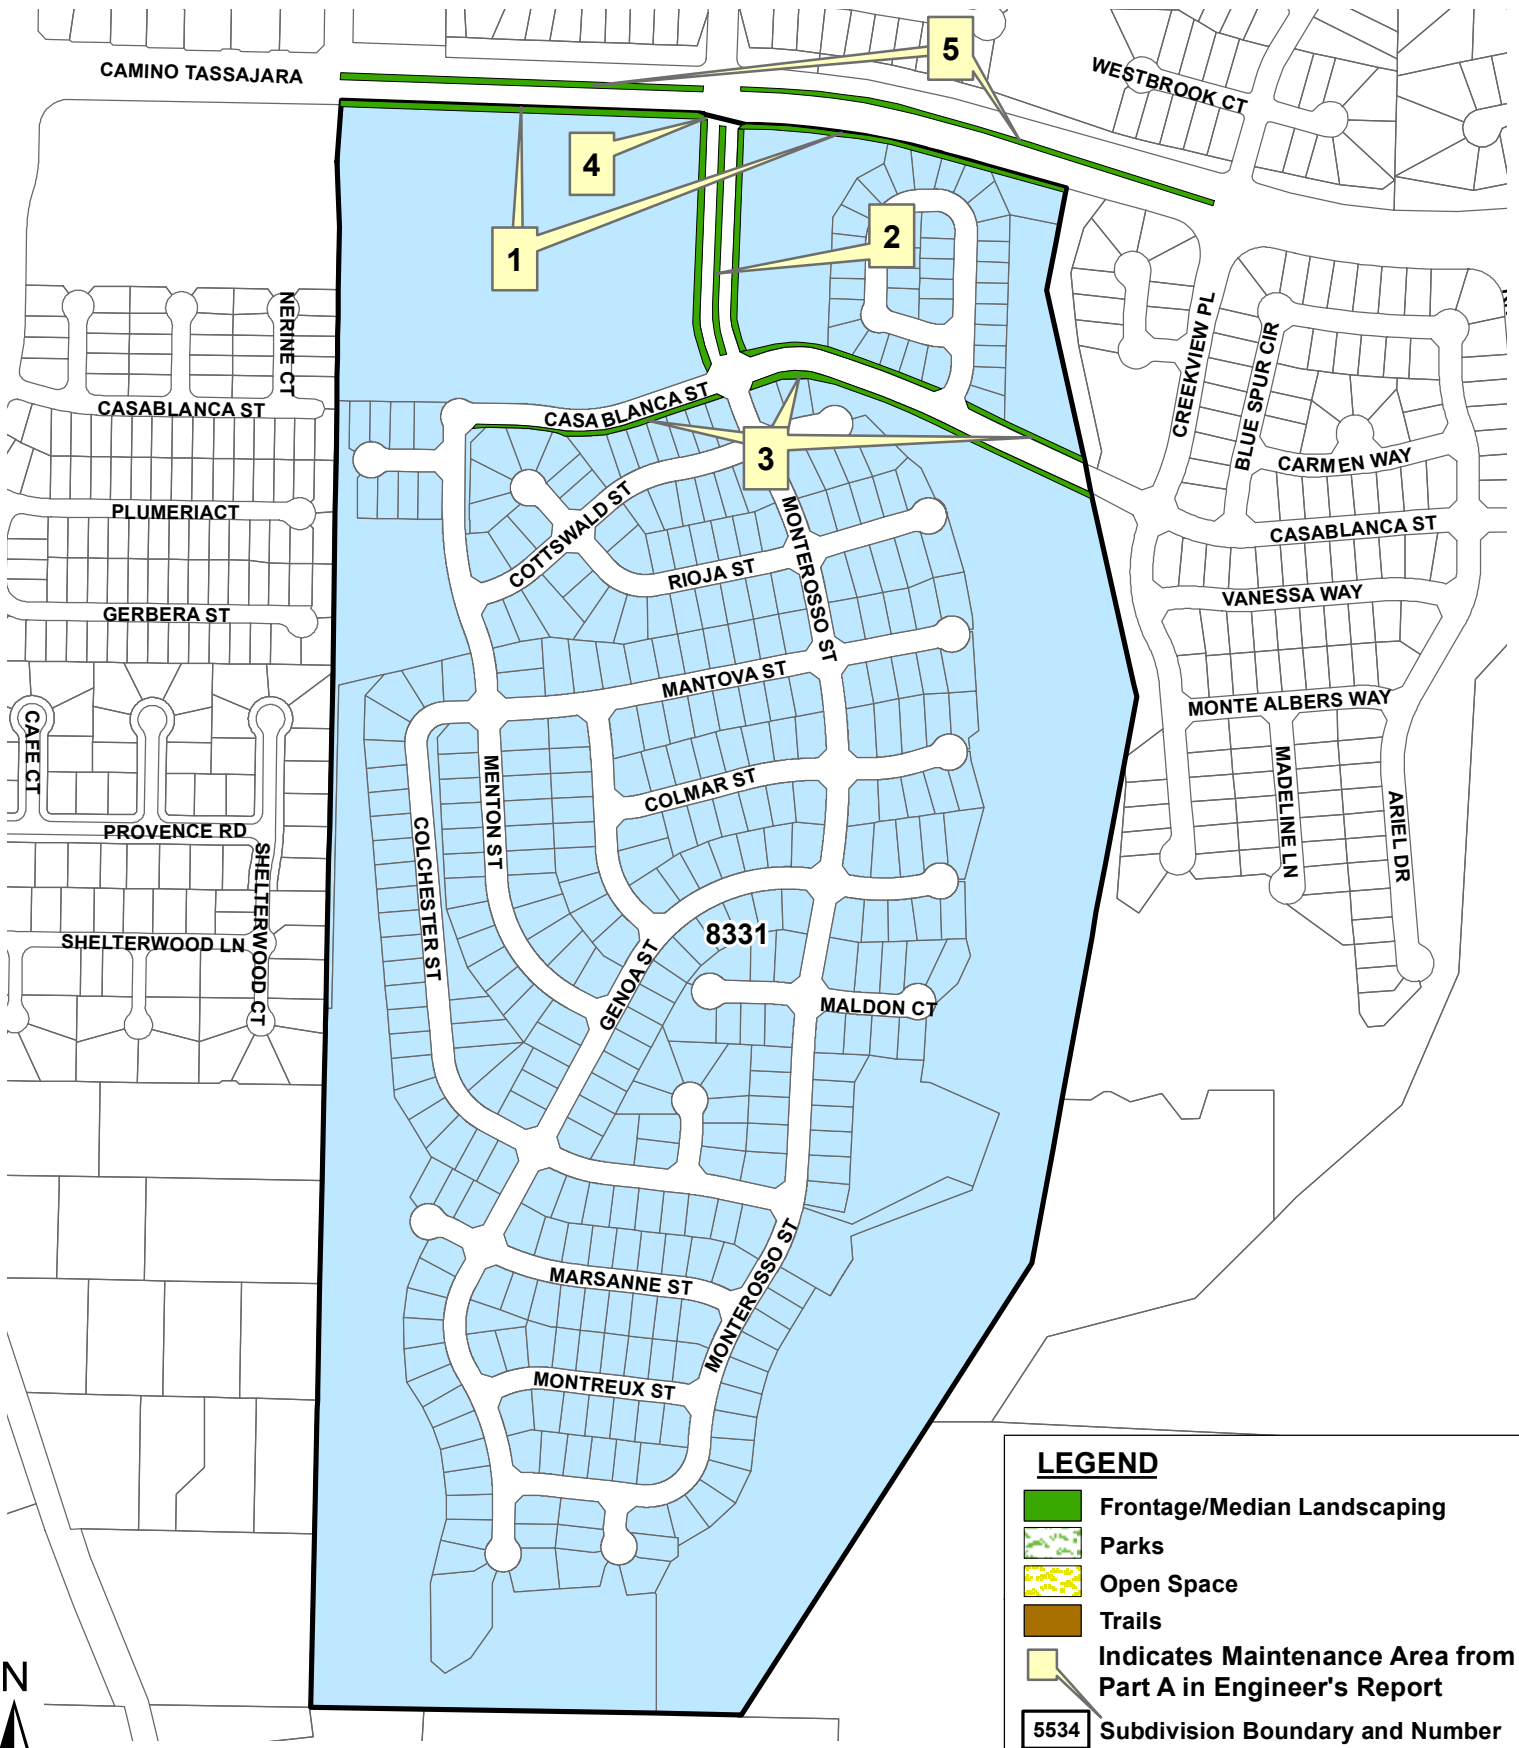 5
CAMINO TASSAJARA
WESTBROOK CT
4
1
2
NERINE CT
CREEKVIEW PL
BLUE SPUR CIR
CASABLANCA ST
CASABLANCA ST
3
CARMEN WAY
PLUMERIACT
COTTSWALD ST
MONTEROSSO ST
CASABLANCA ST
RIOJA ST
GERBERA ST
VANESSA WAY
MANTOVA ST
MONTE ALBERS WAY
CAFE CT
MENTON ST
COLMAR ST
MADELINE LN
ARIEL DR
PROVENCE RD
COLCHESTER ST
SHELTERWOOD CT
SHELTERWOOD LN
8331
GENOA ST
MALDON CT
MARSANNE ST
MONTEROSSO ST
MONTREUX ST
LEGEND
Frontage/Median Landscaping
Parks
Open Space
Trails
Indicates Maintenance Area from
Part A in Engineer's Report
5534 Subdivision Boundary and Number
N